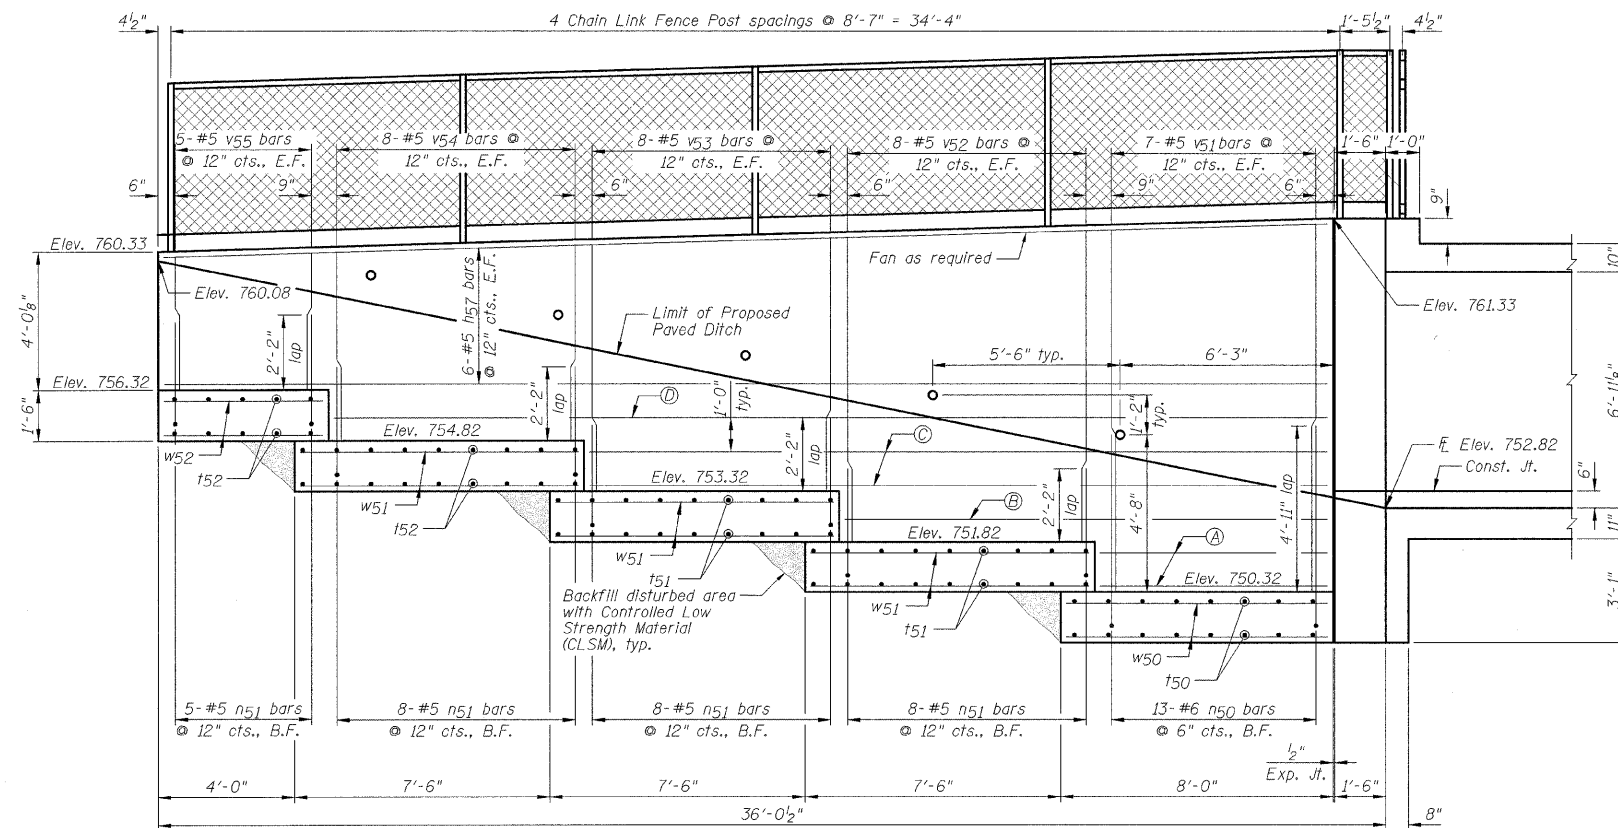 4½"
4 Chain Link Fence Post spacings @ 8'-7" = 34'-4"
1'-5½"
4½"
5-#5 v55 bars
@ 12" cts., E.F.
8-#5 v54 bars @
12" cts., E.F.
8-#5 v53 bars @
12" cts., E.F.
8-#5 v52 bars @
12" cts., E.F.
7-#5 v51 bars @
12" cts., E.F.
1'-6"
1'-0"
6"
9"
6"
6"
9"
6"
9"
Elev. 760.33
Fan as required
10"
Elev. 760.08
6-#5 h57 bars
@ 12" cts., E.F.
Limit of Proposed
Paved Ditch
Elev. 761.33
4'-0⅛"
2'-2"
lap
5'-6" typ.
6'-3"
Elev. 756.32
2'-2"
lap
D
1'-0"
typ.
1'-2"
typ.
6'-11⅛"
1'-6"
w52
t52
Elev. 754.82
w51
t52
2'-2"
lap
C
℄ Elev. 752.82
Const. Jt.
Elev. 753.32
w51
t51
B
2'-2"
lap
4'-8"
4'-11" lap
6"
11"
Elev. 751.82
w51
t51
A
Elev. 750.32
w50
t50
3'-1"
Backfill disturbed area
with Controlled Low
Strength Material
(CLSM), typ.
5-#5 n51 bars
@ 12" cts., B.F.
8-#5 n51 bars
@ 12" cts., B.F.
8-#5 n51 bars
@ 12" cts., B.F.
8-#5 n51 bars
@ 12" cts., B.F.
13-#6 n50 bars
@ 6" cts., B.F.
½"
Exp. Jt.
4'-0"
7'-6"
7'-6"
7'-6"
8'-0"
1'-6"
36'-0½"
8"